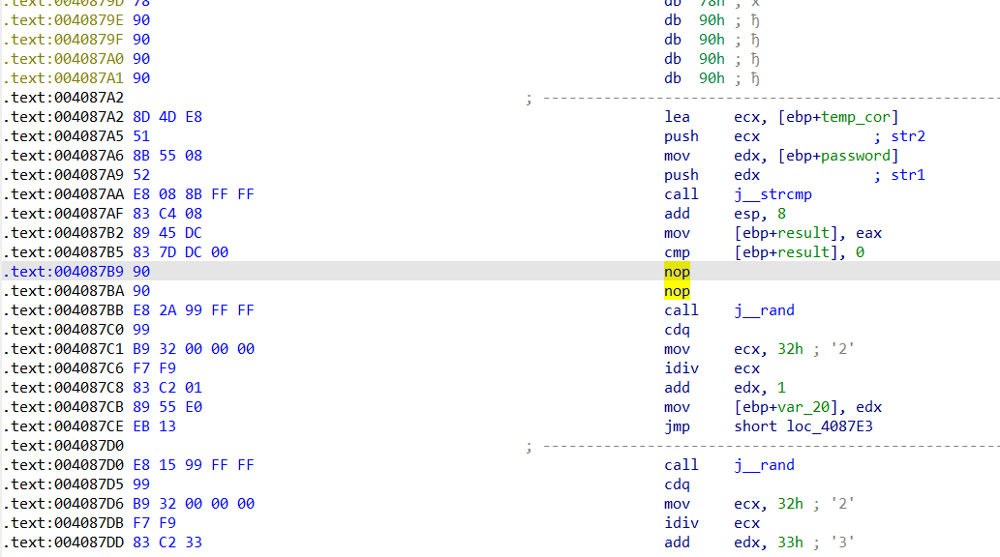 .text:0040879D 78 db 78h ; x
.text:0040879E 90 db 90h ; ђ
.text:0040879F 90 db 90h ; ђ
.text:004087A0 90 db 90h ; ђ
.text:004087A1 90 db 90h ; ђ
.text:004087A2 ; ---------------------------------------------------------------------------
.text:004087A2 8D 4D E8 lea ecx, [ebp+temp_cor]
.text:004087A5 51 push ecx ; str2
.text:004087A6 8B 55 08 mov edx, [ebp+password]
.text:004087A9 52 push edx ; str1
.text:004087AA E8 08 8B FF FF call j__strcmp
.text:004087AF 83 C4 08 add esp, 8
.text:004087B2 89 45 DC mov [ebp+result], eax
.text:004087B5 83 7D DC 00 cmp [ebp+result], 0
.text:004087B9 90 nop
.text:004087BA 90 nop
.text:004087BB E8 2A 99 FF FF call j__rand
.text:004087C0 99 cdq
.text:004087C1 B9 32 00 00 00 mov ecx, 32h ; '2'
.text:004087C6 F7 F9 idiv ecx
.text:004087C8 83 C2 01 add edx, 1
.text:004087CB 89 55 E0 mov [ebp+var_20], edx
.text:004087CE EB 13 jmp short loc_4087E3
.text:004087D0 ; ---------------------------------------------------------------------------
.text:004087D0 E8 15 99 FF FF call j__rand
.text:004087D5 99 cdq
.text:004087D6 B9 32 00 00 00 mov ecx, 32h ; '2'
.text:004087DB F7 F9 idiv ecx
.text:004087DD 83 C2 33 add edx, 33h ; '3'